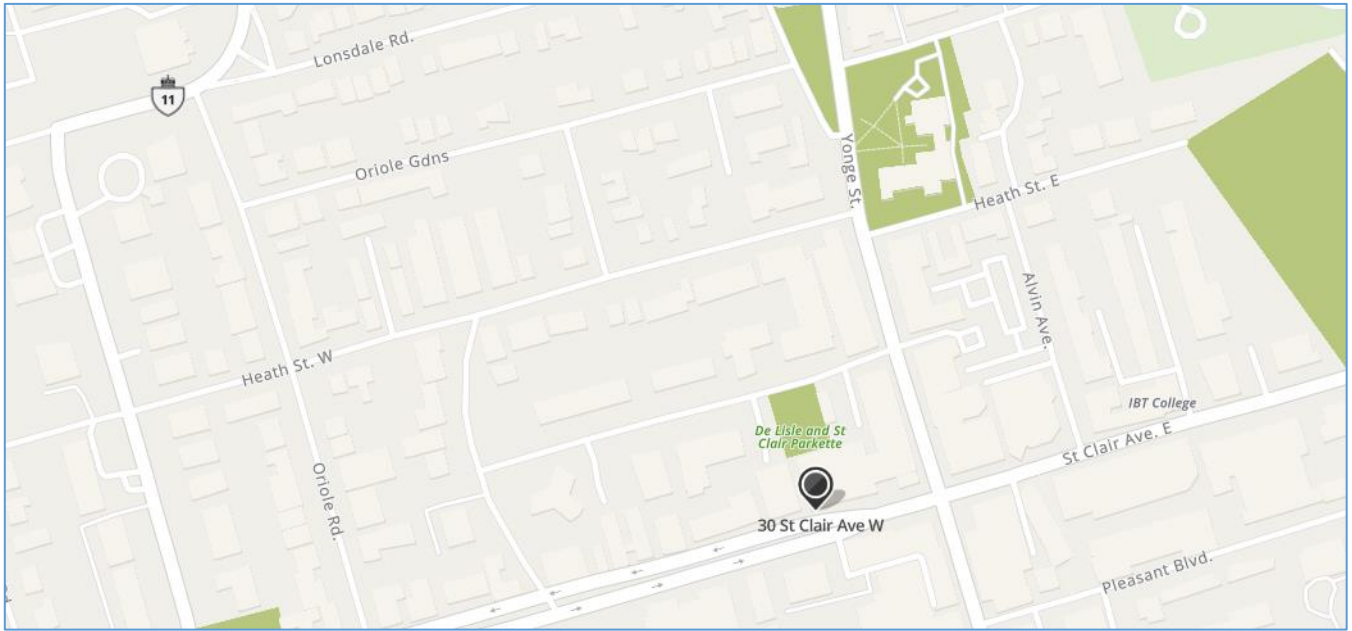 Lonsdale Rd.
11
Oriole Gdns
Yonge St.
Heath St. E
Alvin Ave.
Heath St. W
IBT College
De Lisle and St
Clair Parkette
St Clair Ave. E
Oriole Rd.
30 St Clair Ave W
Pleasant Blvd.